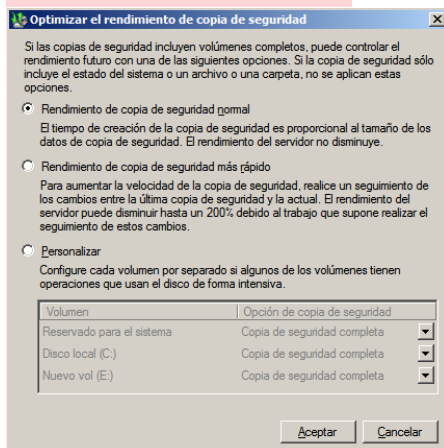 Optimizar el rendimiento de copia de seguridad
Si las copias de seguridad incluyen volúmenes completos, puede controlar el
rendimiento futuro con una de las siguientes opciones. Si la copia de seguridad sólo
incluye el estado del sistema o un archivo o una carpeta, no se aplican estas
opciones.
Rendimiento de copia de seguridad normal
El tiempo de creación de la copia de seguridad es proporcional al tamaño de los
datos de copia de seguridad. El rendimiento del servidor no disminuye.
Rendimiento de copia de seguridad más rápido
Para aumentar la velocidad de la copia de seguridad, realice un seguimiento de
los cambios entre la última copia de seguridad y la actual. El rendimiento del
servidor puede disminuir hasta un 200% debido al trabajo que supone realizar el
seguimiento de estos cambios.
Personalizar
Configure cada volumen por separado si algunos de los volúmenes tienen
operaciones que usan el disco de forma intensiva.
Volumen Opción de copia de seguridad
Reservado para el sistema Copia de seguridad completa
Disco local (C:) Copia de seguridad completa
Nuevo vol (E:) Copia de seguridad completa
Aceptar Cancelar